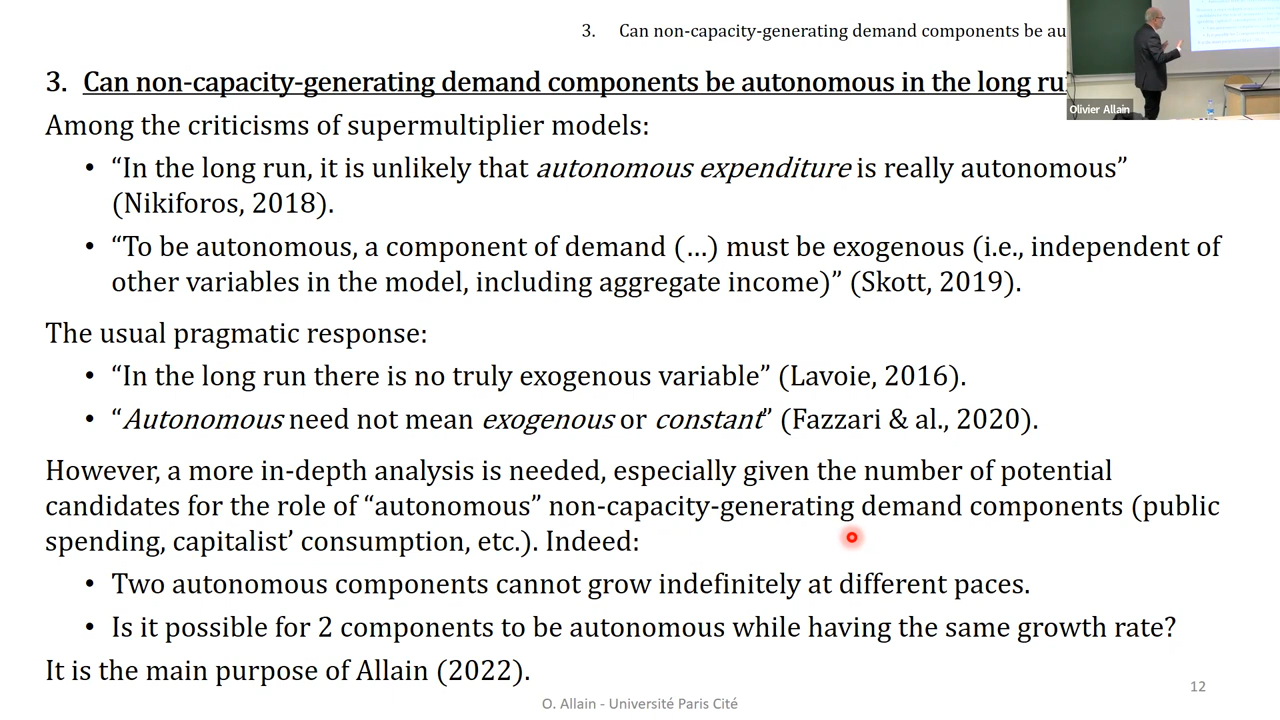 3. Can non-capacity-generating demand components be au
Olivier Allain
3. Can non-capacity-generating demand components be autonomous in the long ru
Among the criticisms of supermultiplier models:
• “In the long run, it is unlikely that autonomous expenditure is really autonomous”
(Nikiforos, 2018).
• “To be autonomous, a component of demand (…) must be exogenous (i.e., independent of
other variables in the model, including aggregate income)” (Skott, 2019).
The usual pragmatic response:
• “In the long run there is no truly exogenous variable” (Lavoie, 2016).
• “Autonomous need not mean exogenous or constant” (Fazzari & al., 2020).
However, a more in-depth analysis is needed, especially given the number of potential
candidates for the role of “autonomous” non-capacity-generating demand components (public
spending, capitalist’ consumption, etc.). Indeed:
• Two autonomous components cannot grow indefinitely at different paces.
• Is it possible for 2 components to be autonomous while having the same growth rate?
It is the main purpose of Allain (2022).
12
O. Allain - Université Paris Cité